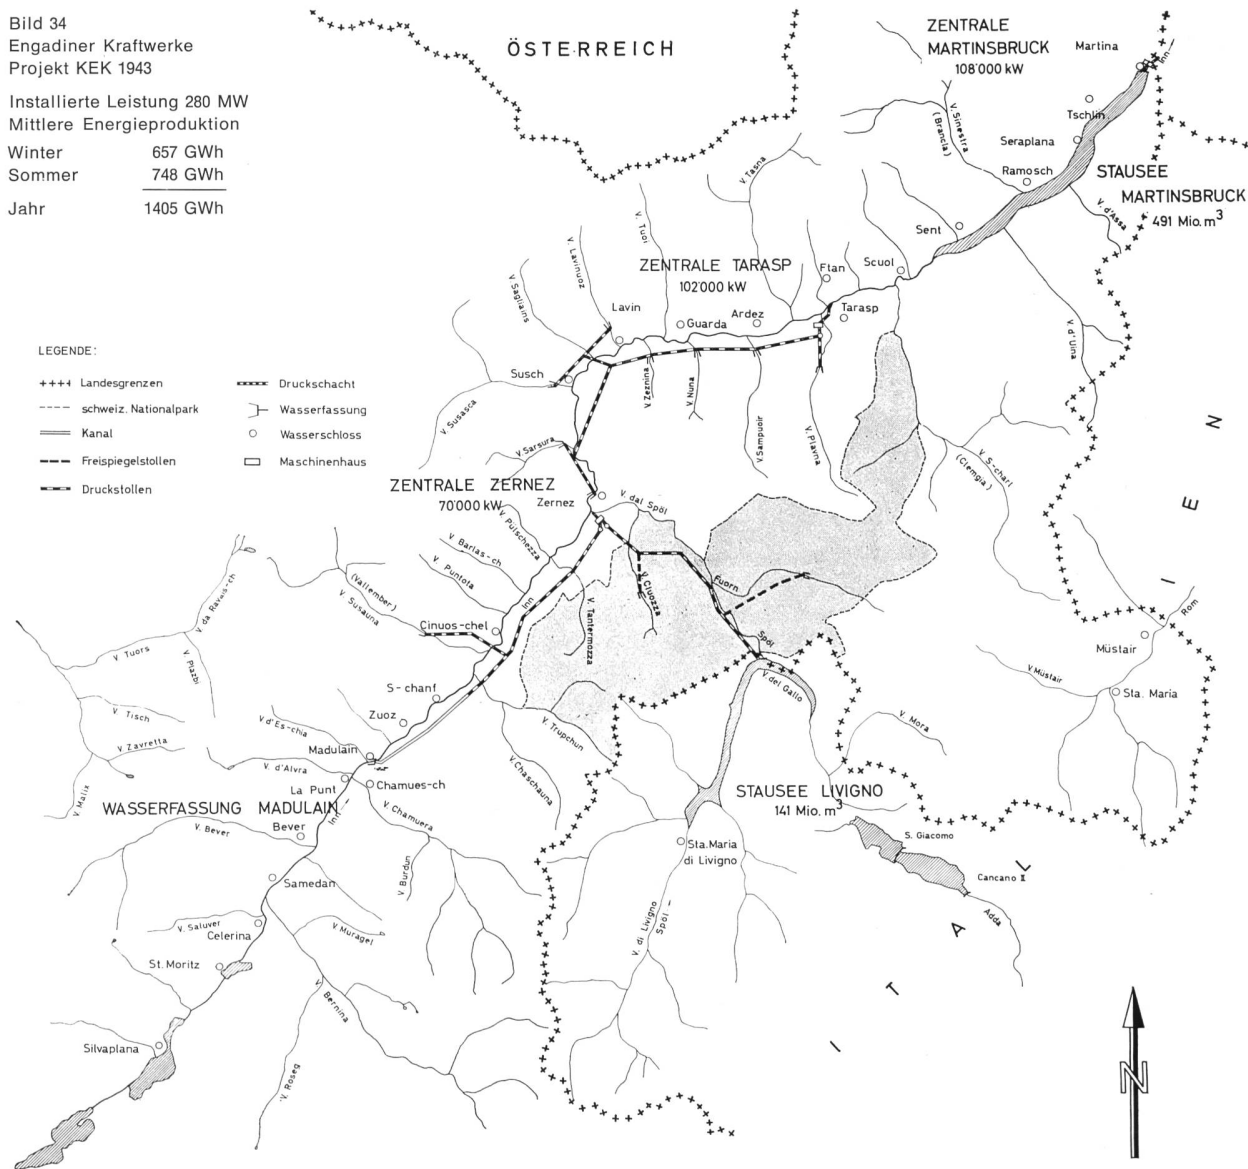 Bild 34
Engadiner Kraftwerke
Projekt KEK 1943
Installierte Leistung 280 MW
Mittlere Energieproduktion
Winter 657 GWh
Sommer 748 GWh
Jahr 1405 GWh
ÖSTERREICH
ZENTRALE
MARTINSBRUCK
108'000 kW
Martina
Inn
Tschlin
V. Sinestra
(Brancla)
Seraplana
Ramosch
STAUSEE
MARTINSBRUCK
491 Mio. m³
V. d'Assa
V. Tasna
V. Tuoi
V. Lavinuoz
V. Sagliains
Sent
ZENTRALE TARASP
102'000 kW
Ftan
Scuol
Lavin
Guarda
Ardez
Tarasp
V. d'Uina
LEGENDE:
++++ Landesgrenzen
schweiz. Nationalpark
Kanal
Freispiegelstollen
Druckstollen
Druckschacht
Wasserfassung
Wasserschloss
Maschinenhaus
Susch
V. Susasca
V. Zeznina
V. Nuna
V. Sampuoir
V. Plavna
V. Sarsura
V. S-charl
(Clemgia)
ZENTRALE ZERNEZ
70'000 kW
Zernez
V. dal Spöl
V. Pülschezza
V. Barlas-ch
V. Puntota
Inn
V. Cluozza
V. Tantermozza
Fuorn
Spöl
(Vallember)
V. Susauna
Cinuos-chel
V. da Ravais-ch
V. Tuors
V. Plazbi
V. Tisch
V. Zavretta
V. Malix
S-chanf
Zuoz
V. d'Es-chia
Madulain
V. d'Alvra
La Punt
Chamues-ch
V. Trupchun
V. Chaschauna
V. del Gallo
V. Mora
Rom
Müstair
V. Müstair
Sta. Maria
WASSERFASSUNG MADULAIN
Inn
V. Chamuera
V. Bever
Bever
V. Burdun
STAUSEE LIVIGNO
141 Mio. m³
S. Giacomo
Cancano II
Adda
Sta. Maria
di Livigno
V. di Livigno
Spöl
Samedan
V. Saluver
Celerina
V. Muragel
St. Moritz
V. Bernina
V. Roseg
Silvaplana
ITALIEN
N